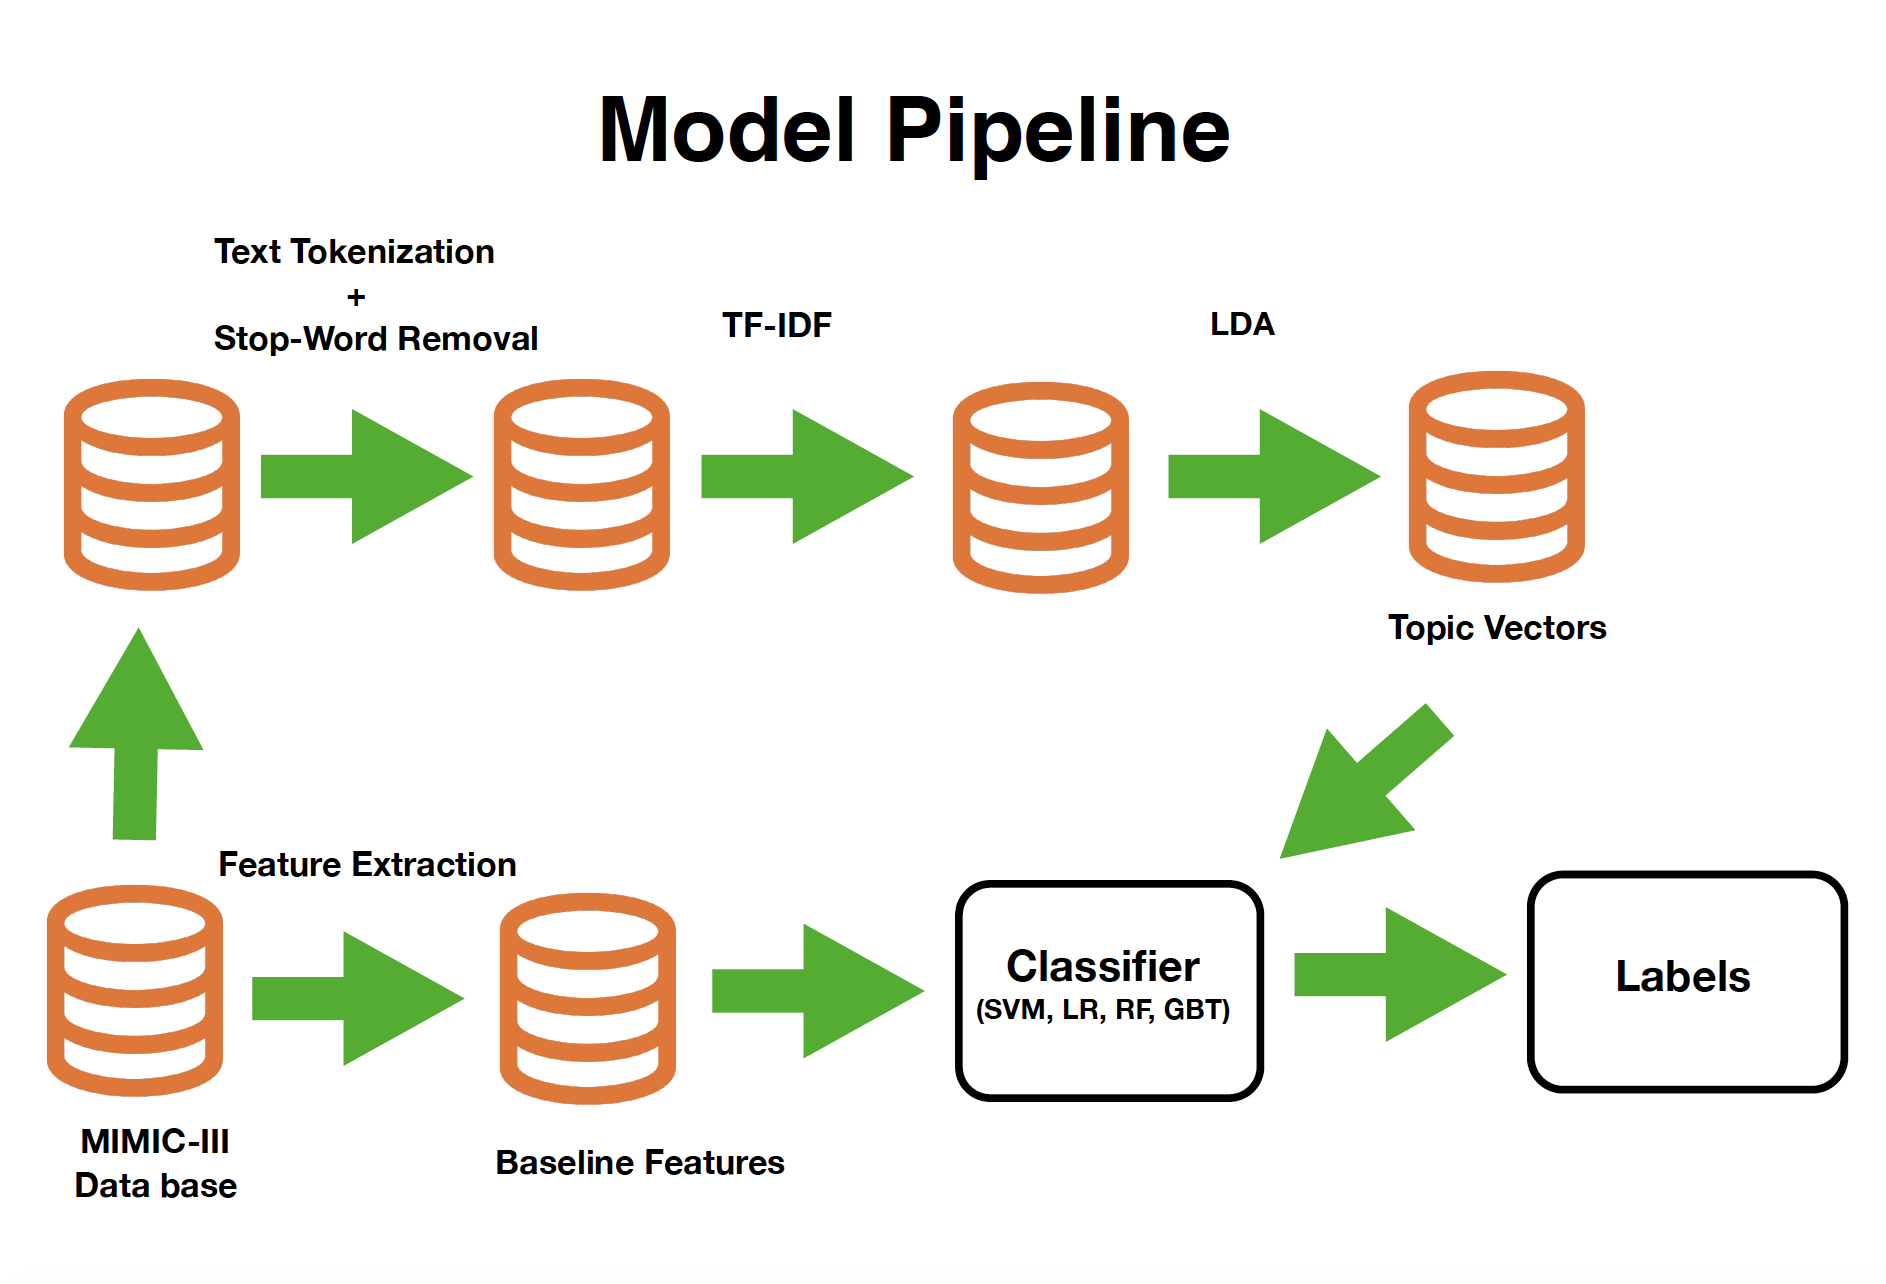 Model Pipeline
Text Tokenization
+
Stop-Word Removal
TF-IDF
LDA
Topic Vectors
Feature Extraction
Classifier
(SVM, LR, RF, GBT)
Labels
MIMIC-III
Data base
Baseline Features